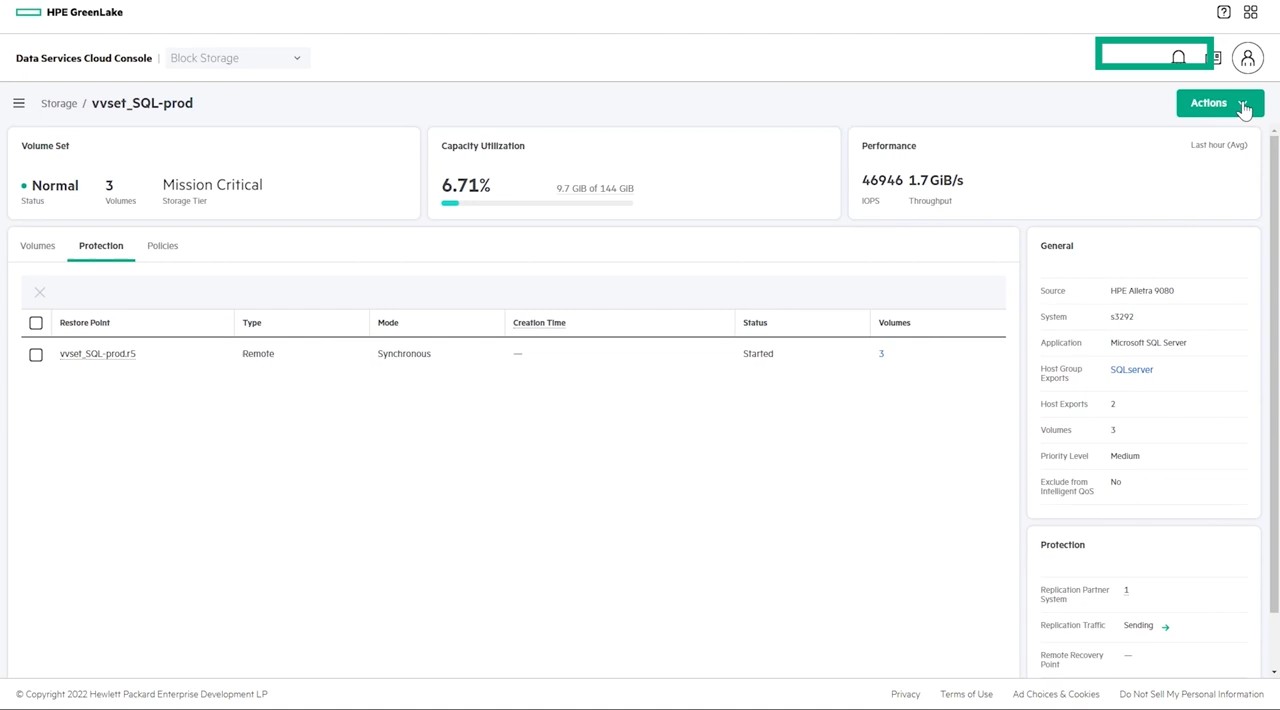 HPE GreenLake
Data Services Cloud Console | Block Storage
Storage / vvset_SQL-prod
Actions
Volume Set
Normal
Status
3
Volumes
Mission Critical
Storage Tier
Capacity Utilization
6.71%
9.7 GiB of 144 GiB
Performance
Last hour (Avg)
46946
IOPS
1.7 GiB/s
Throughput
Volumes Protection Policies
Restore Point Type Mode Creation Time Status Volumes
vvset_SQL-prod.r5 Remote Synchronous — Started 3
General
Source HPE Alletra 9080
System s3292
Application Microsoft SQL Server
Host Group
Exports
SQLserver
Host Exports 2
Volumes 3
Priority Level Medium
Exclude from
Intelligent QoS
No
Protection
Replication Partner
System
1
Replication Traffic Sending →
Remote Recovery
Point
—
© Copyright 2022 Hewlett Packard Enterprise Development LP
Privacy Terms of Use Ad Choices & Cookies Do Not Sell My Personal Information